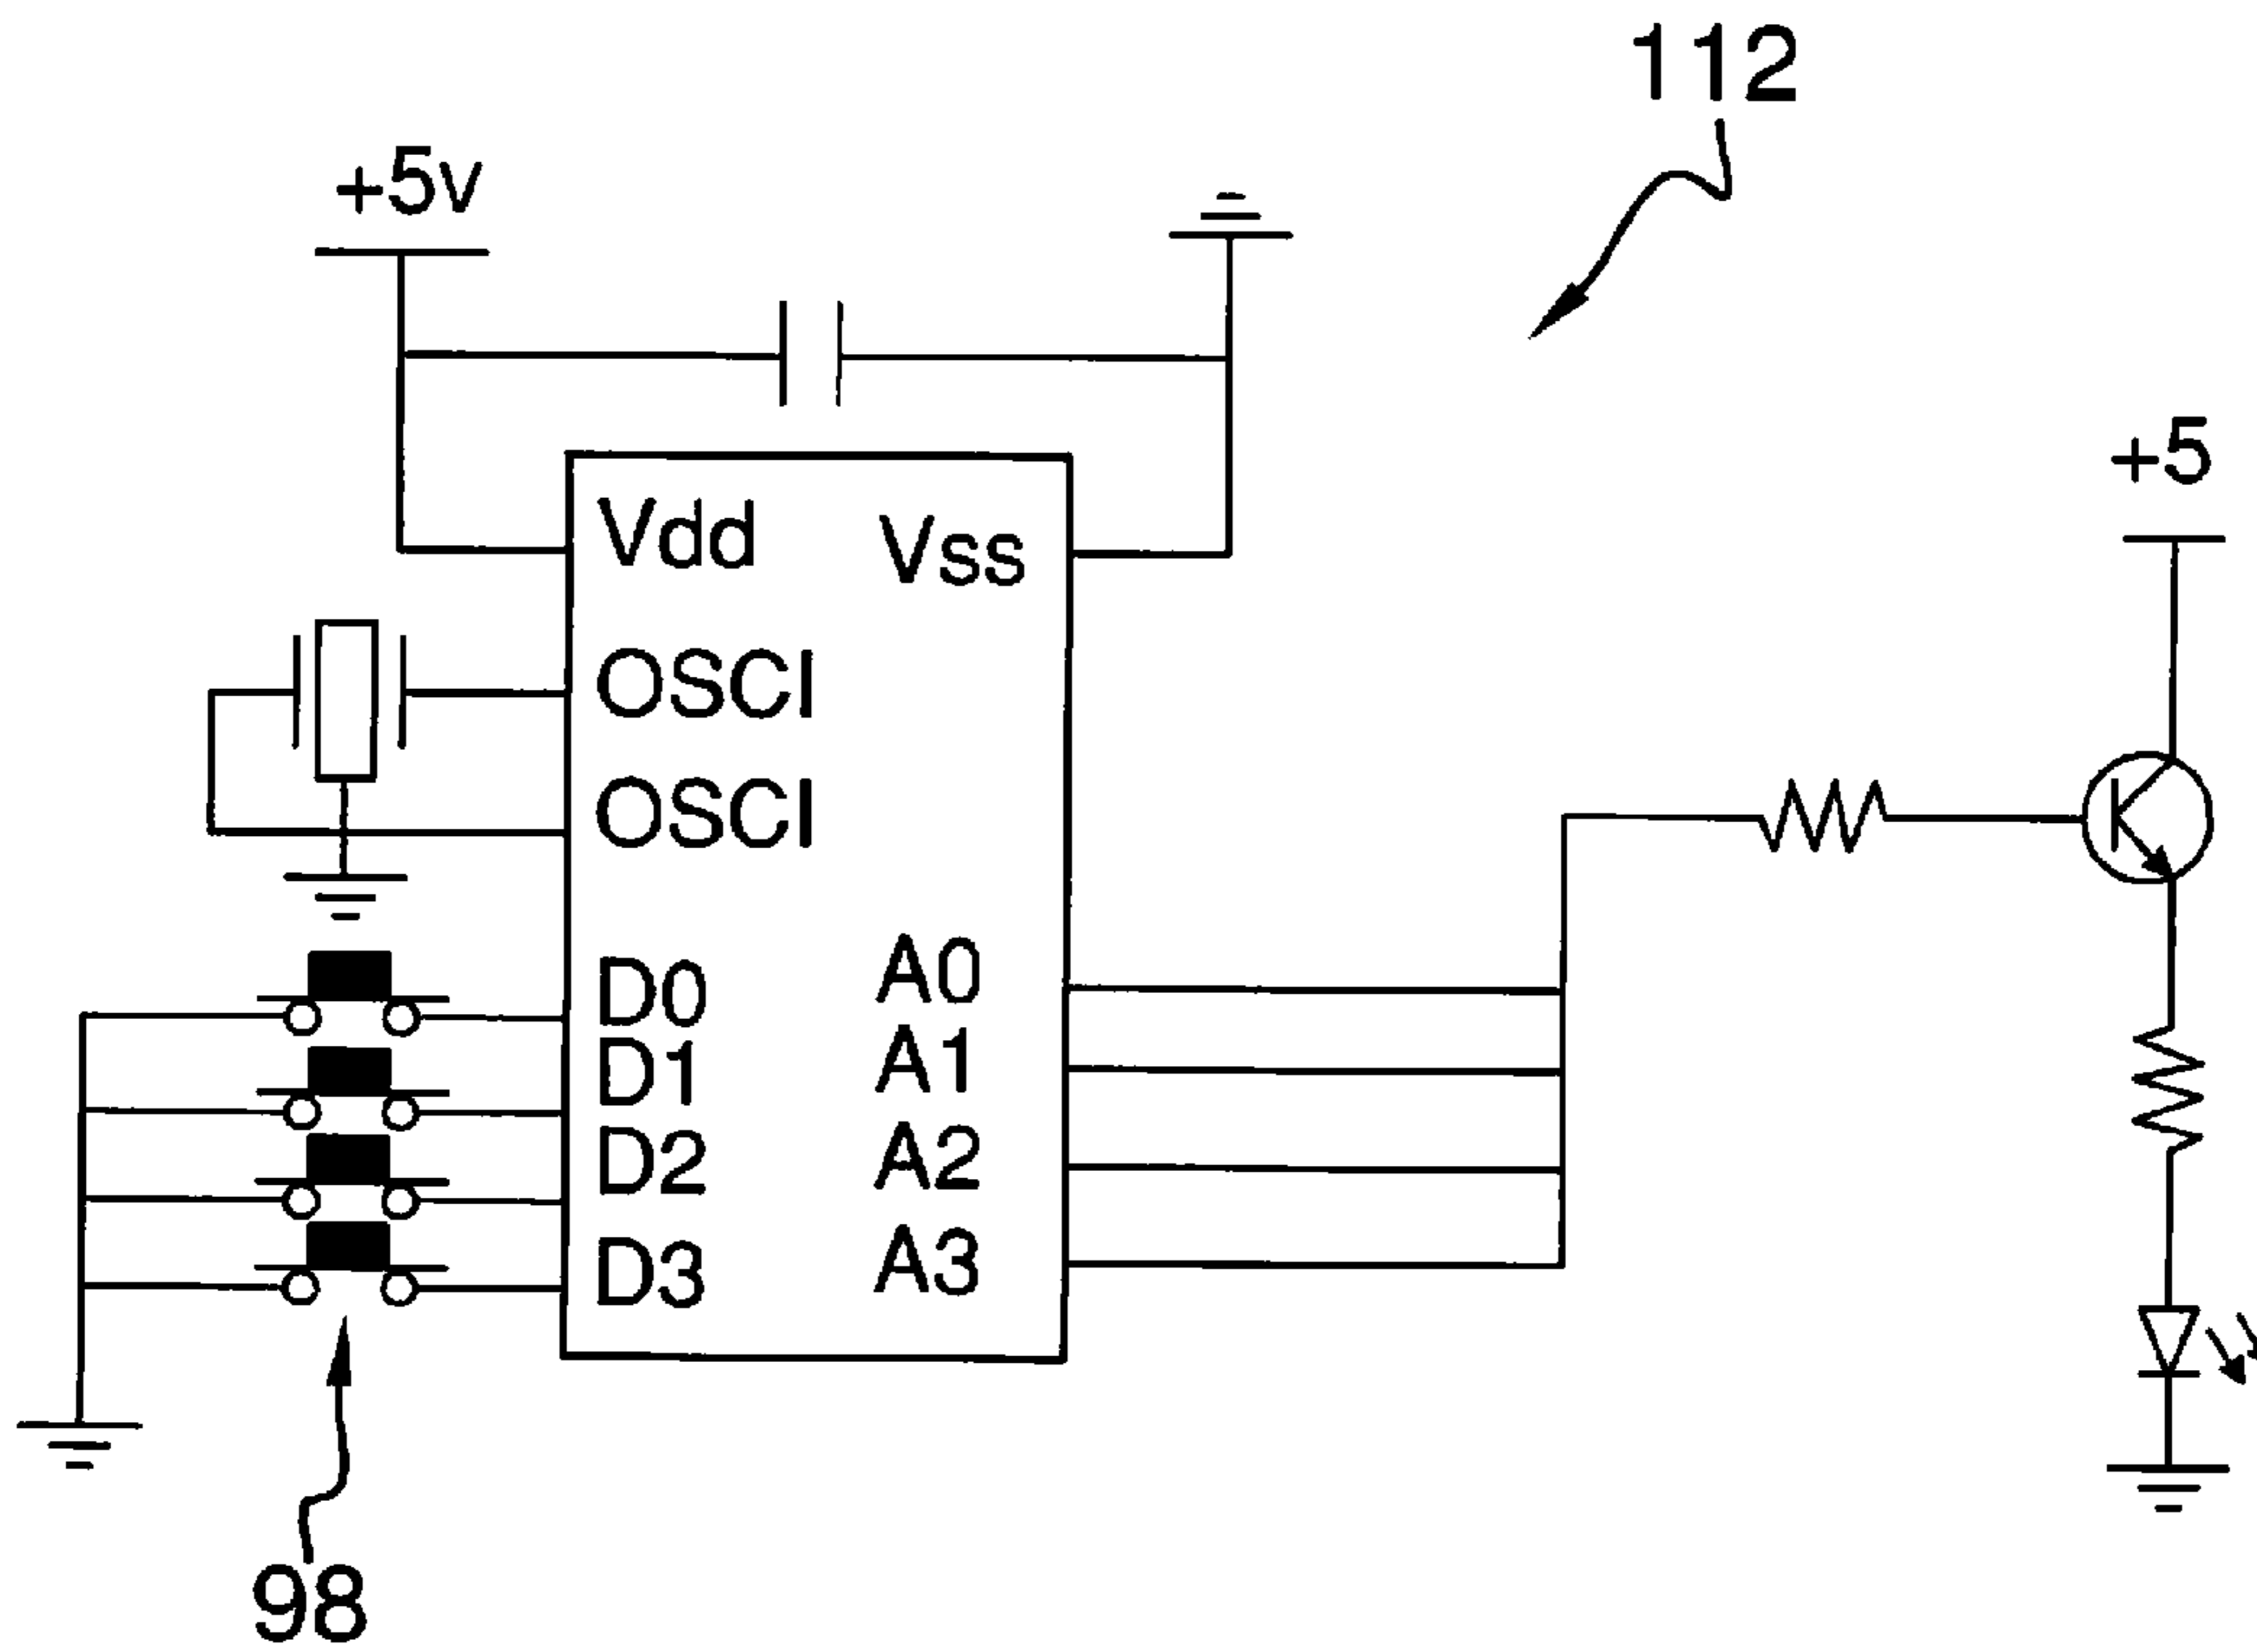 112
+5v
+5
Vdd
Vss
OSCI
OSCI
D0
A0
D1
A1
D2
A2
D3
A3
98